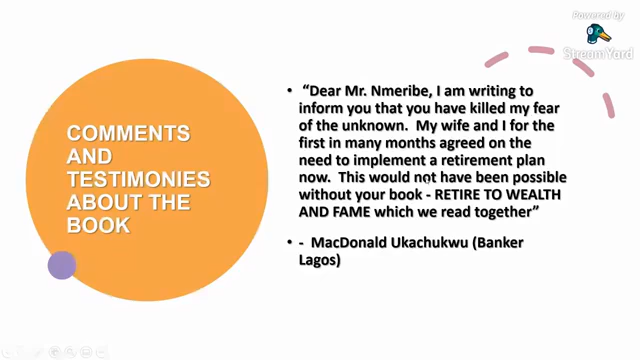 Powered by
StreamYard
COMMENTS
AND
TESTIMONIES
ABOUT THE
BOOK
• “Dear Mr. Nmeribe, I am writing to
inform you that you have killed my fear
of the unknown. My wife and I for the
first in many months agreed on the
need to implement a retirement plan
now. This would not have been possible
without your book - RETIRE TO WEALTH
AND FAME which we read together”
• - MacDonald Ukachukwu (Banker
Lagos)